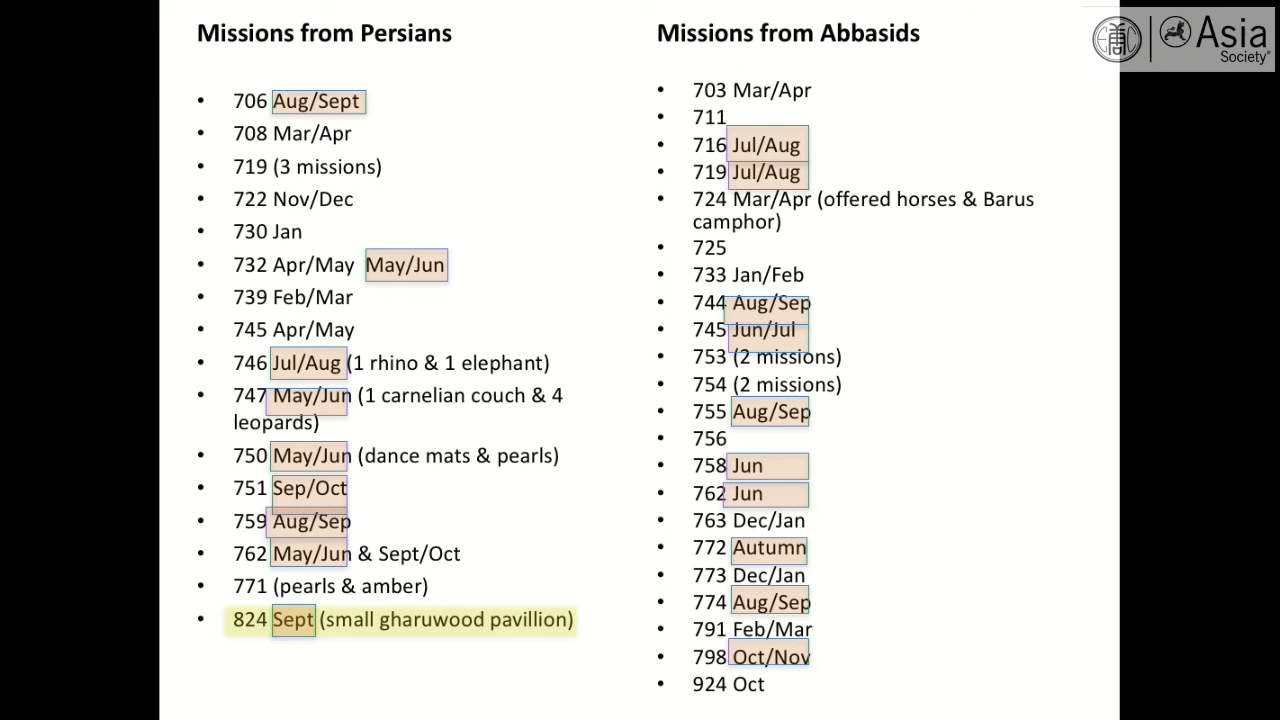 Missions from Persians
• 706 Aug/Sept
• 708 Mar/Apr
• 719 (3 missions)
• 722 Nov/Dec
• 730 Jan
• 732 Apr/May May/Jun
• 739 Feb/Mar
• 745 Apr/May
• 746 Jul/Aug (1 rhino & 1 elephant)
• 747 May/Jun (1 carnelian couch & 4
leopards)
• 750 May/Jun (dance mats & pearls)
• 751 Sep/Oct
• 759 Aug/Sep
• 762 May/Jun & Sept/Oct
• 771 (pearls & amber)
• 824 Sept (small gharuwood pavillion)
Missions from Abbasids
• 703 Mar/Apr
• 711
• 716 Jul/Aug
• 719 Jul/Aug
• 724 Mar/Apr (offered horses & Barus
camphor)
• 725
• 733 Jan/Feb
• 744 Aug/Sep
• 745 Jun/Jul
• 753 (2 missions)
• 754 (2 missions)
• 755 Aug/Sep
• 756
• 758 Jun
• 762 Jun
• 763 Dec/Jan
• 772 Autumn
• 773 Dec/Jan
• 774 Aug/Sep
• 791 Feb/Mar
• 798 Oct/Nov
• 924 Oct
Asia
Society